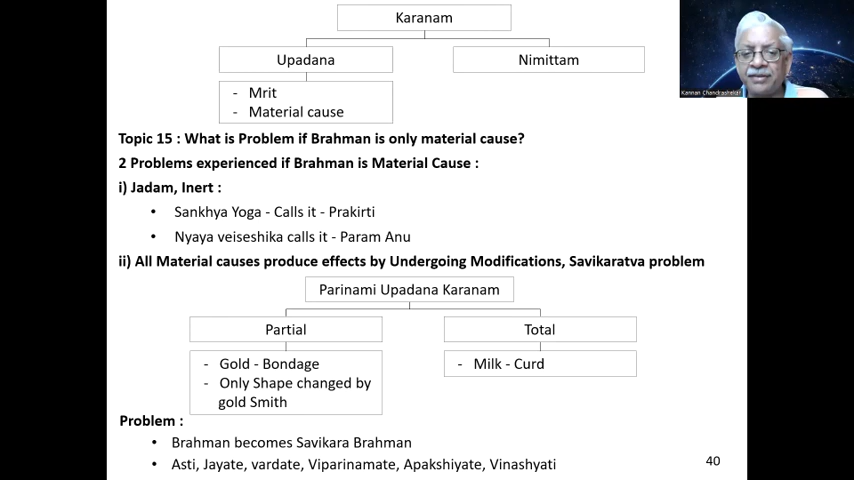 Karanam
Upadana
Nimittam
- Mrit
- Material cause
Kannan Chandrashekar
Topic 15 : What is Problem if Brahman is only material cause?
2 Problems experienced if Brahman is Material Cause :
i) Jadam, Inert :
• Sankhya Yoga - Calls it - Prakirti
• Nyaya veiseshika calls it - Param Anu
ii) All Material causes produce effects by Undergoing Modifications, Savikaratva problem
Parinami Upadana Karanam
Partial
Total
- Gold - Bondage
- Only Shape changed by
gold Smith
- Milk - Curd
Problem :
• Brahman becomes Savikara Brahman
• Asti, Jayate, vardate, Viparinamate, Apakshiyate, Vinashyati
40